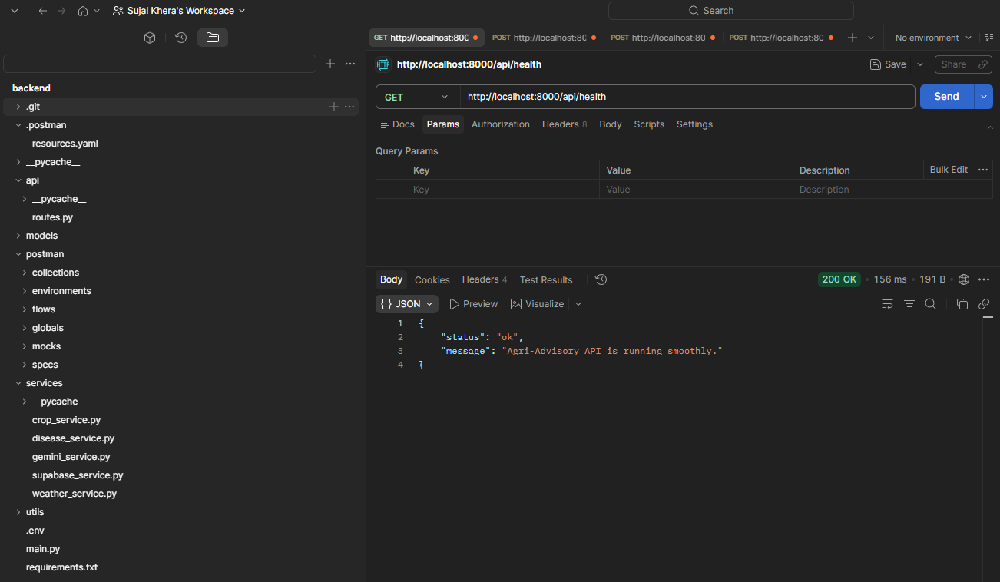 Sujal Khera's Workspace
Search
GET http://localhost:800
POST http://localhost:80
POST http://localhost:80
POST http://localhost:80
No environment
backend
.git
.postman
resources.yaml
__pycache__
api
__pycache__
routes.py
models
postman
collections
environments
flows
globals
mocks
specs
services
__pycache__
crop_service.py
disease_service.py
gemini_service.py
supabase_service.py
weather_service.py
utils
.env
main.py
requirements.txt
HTTP http://localhost:8000/api/health
Save
Share
GET http://localhost:8000/api/health
Send
Docs Params Authorization Headers 8 Body Scripts Settings
Query Params
Key Value Description Bulk Edit
Key Value Description
Body Cookies Headers 4 Test Results
200 OK • 156 ms • 191 B
{} JSON Preview Visualize
1 {
2 "status": "ok",
3 "message": "Agri-Advisory API is running smoothly."
4 }